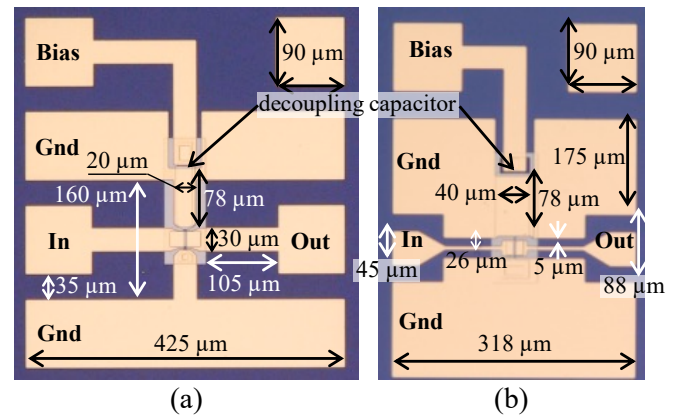 Bias
90 µm
Bias
90 µm
decoupling capacitor
Gnd
Gnd
175 µm
20 µm
160 µm
78 µm
40 µm
78 µm
In
30 µm
Out
In
26 µm
5 µm
Out
35 µm
105 µm
45 µm
88 µm
Gnd
Gnd
425 µm
318 µm
(a)
(b)